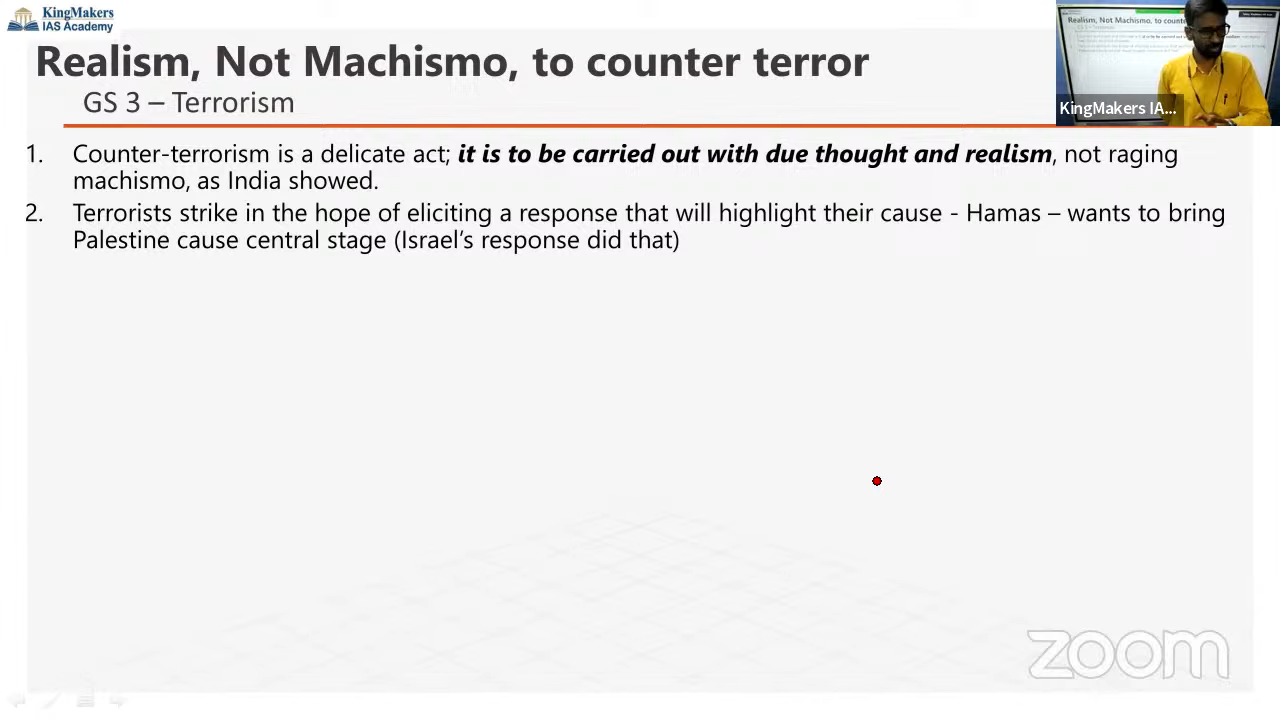 KingMakers
IAS Academy
Realism, Not Machismo, to counter terror
GS 3 – Terrorism
KingMakers IA...
1. Counter-terrorism is a delicate act; it is to be carried out with due thought and realism, not raging
machismo, as India showed.
2. Terrorists strike in the hope of eliciting a response that will highlight their cause - Hamas – wants to bring
Palestine cause central stage (Israel’s response did that)
zoom